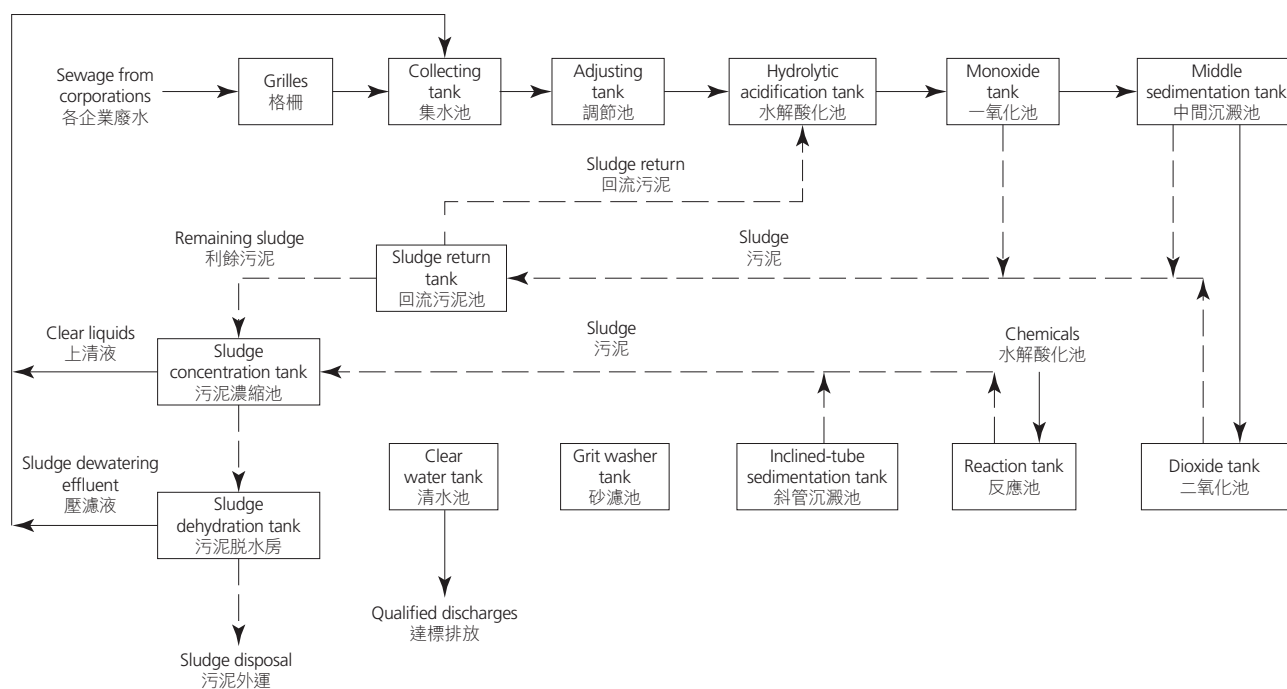 Sewage from
corporations
各企業廢水
Grilles
格柵
Collecting
tank
集水池
Adjusting
tank
調節池
Hydrolytic
acidification tank
水解酸化池
Monoxide
tank
一氧化池
Middle
sedimentation tank
中間沉澱池
Sludge return
回流污泥
Remaining sludge
利餘污泥
Sludge return
tank
回流污泥池
Sludge
污泥
Clear liquids
上清液
Sludge
concentration tank
污泥濃縮池
Sludge
污泥
Chemicals
水解酸化池
Sludge dewatering
effluent
壓濾液
Sludge
dehydration tank
污泥脱水房
Clear
water tank
清水池
Grit washer
tank
砂濾池
Inclined-tube
sedimentation tank
斜管沉澱池
Reaction tank
反應池
Dioxide tank
二氧化池
Qualified discharges
達標排放
Sludge disposal
污泥外運